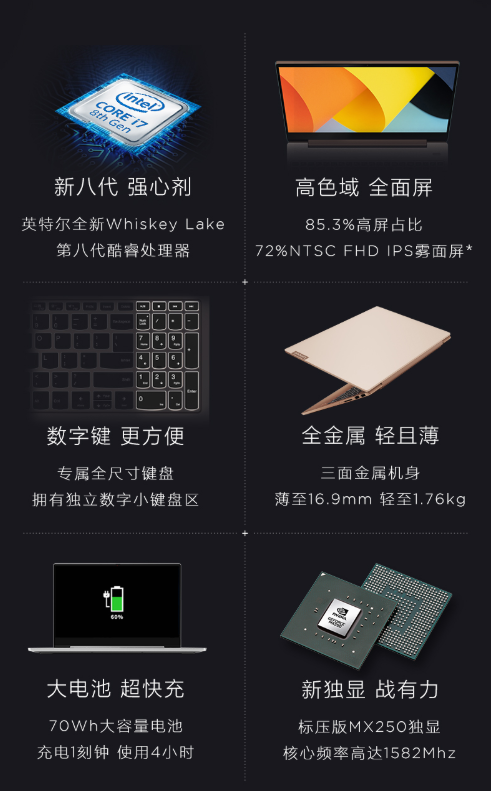 intel
CORE i7
8th Gen
新八代 强心剂
英特尔全新Whiskey Lake
第八代酷睿处理器
高色域 全面屏
85.3%高屏占比
72%NTSC FHD IPS雾面屏*
数字键 更方便
专属全尺寸键盘
拥有独立数字小键盘区
全金属 轻且薄
三面金属机身
薄至16.9mm 轻至1.76kg
60%
大电池 超快充
70Wh大容量电池
充电1刻钟 使用4小时
NVIDIA
GEFORCE
新独显 战有力
标压版MX250独显
核心频率高达1582Mhz